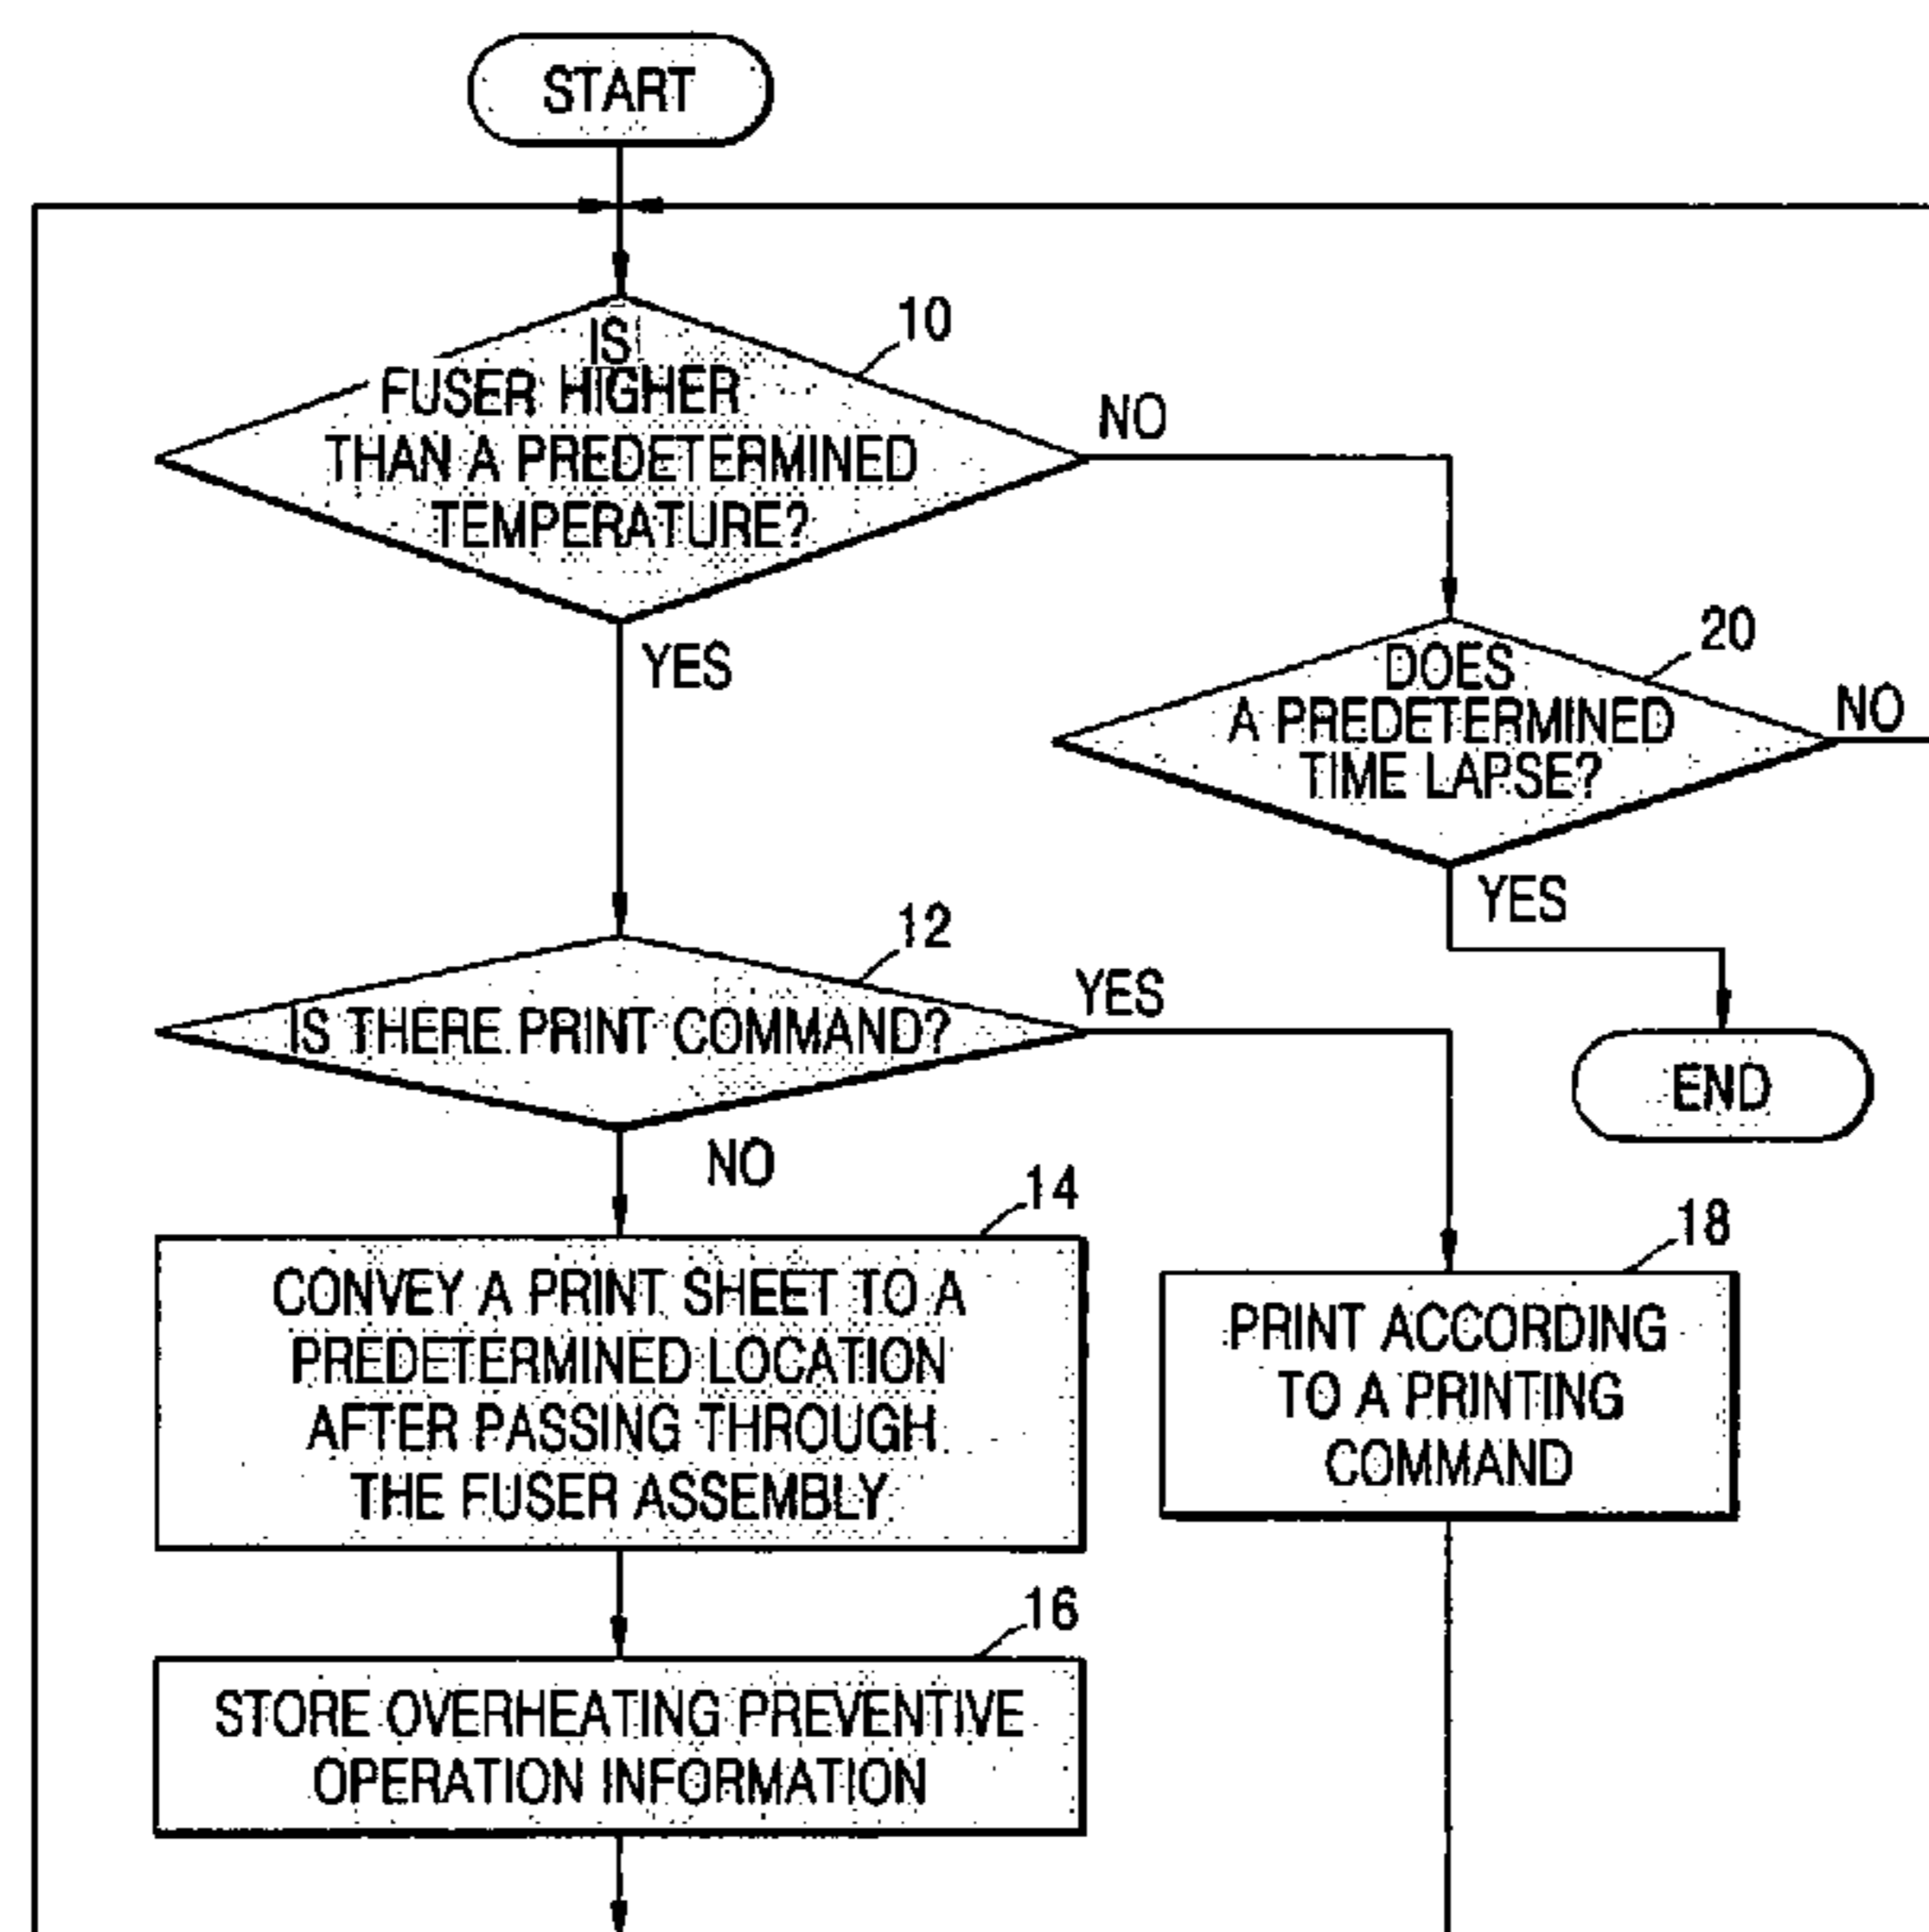 START
10
IS
FUSER HIGHER
THAN A PREDETERMINED
TEMPERATURE?
NO
YES
20
DOES
A PREDETERMINED
TIME LAPSE?
NO
YES
12
IS THERE PRINT COMMAND?
YES
NO
END
14
CONVEY A PRINT SHEET TO A
PREDETERMINED LOCATION
AFTER PASSING THROUGH
THE FUSER ASSEMBLY
18
PRINT ACCORDING
TO A PRINTING
COMMAND
16
STORE OVERHEATING PREVENTIVE
OPERATION INFORMATION